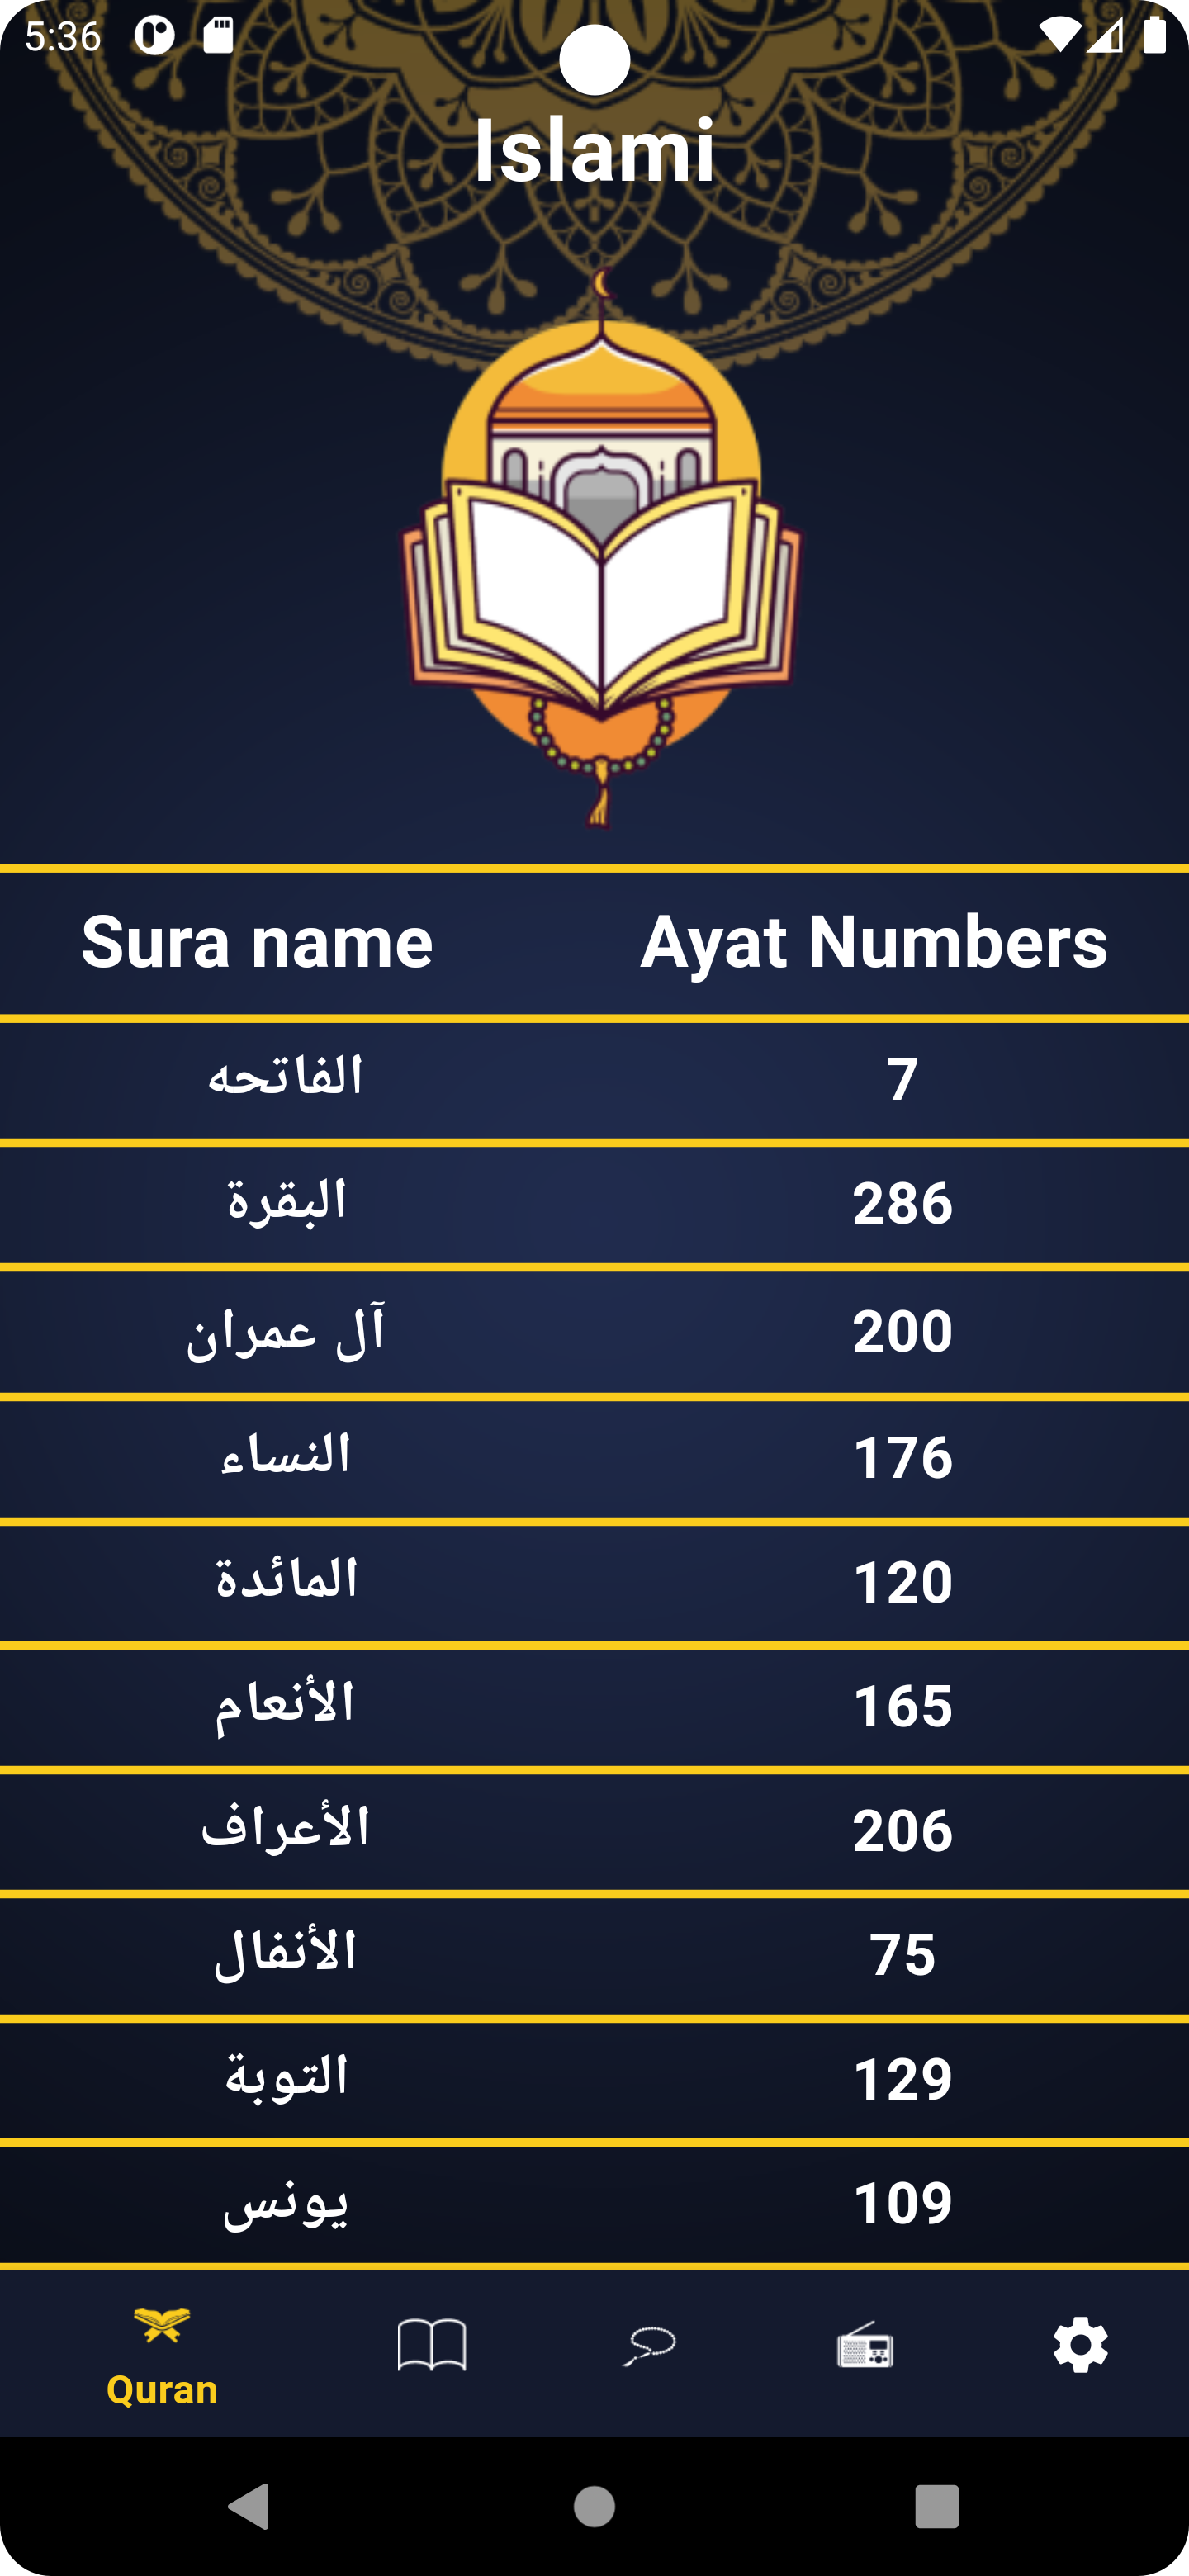 5:36
Islami
Sura name Ayat Numbers
الفاتحه 7
البقرة 286
آل عمران 200
النساء 176
المائدة 120
الأنعام 165
الأعراف 206
الأنفال 75
التوبة 129
يونس 109
Quran